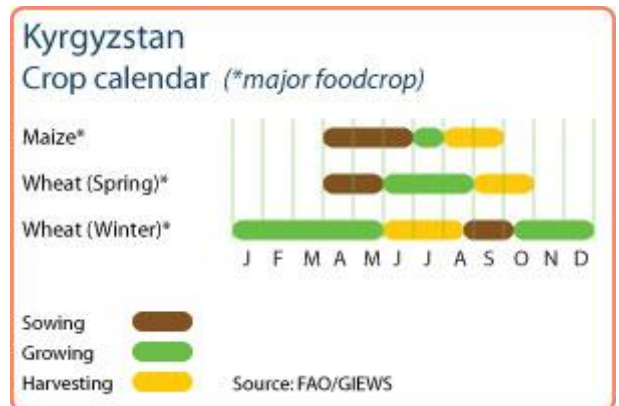 Kyrgyzstan
Crop calendar (*major foodcrop)
Maize*
Wheat (Spring)*
Wheat (Winter)*
J F M A M J J A S O N D
Sowing
Growing
Harvesting
Source: FAO/GIEWS